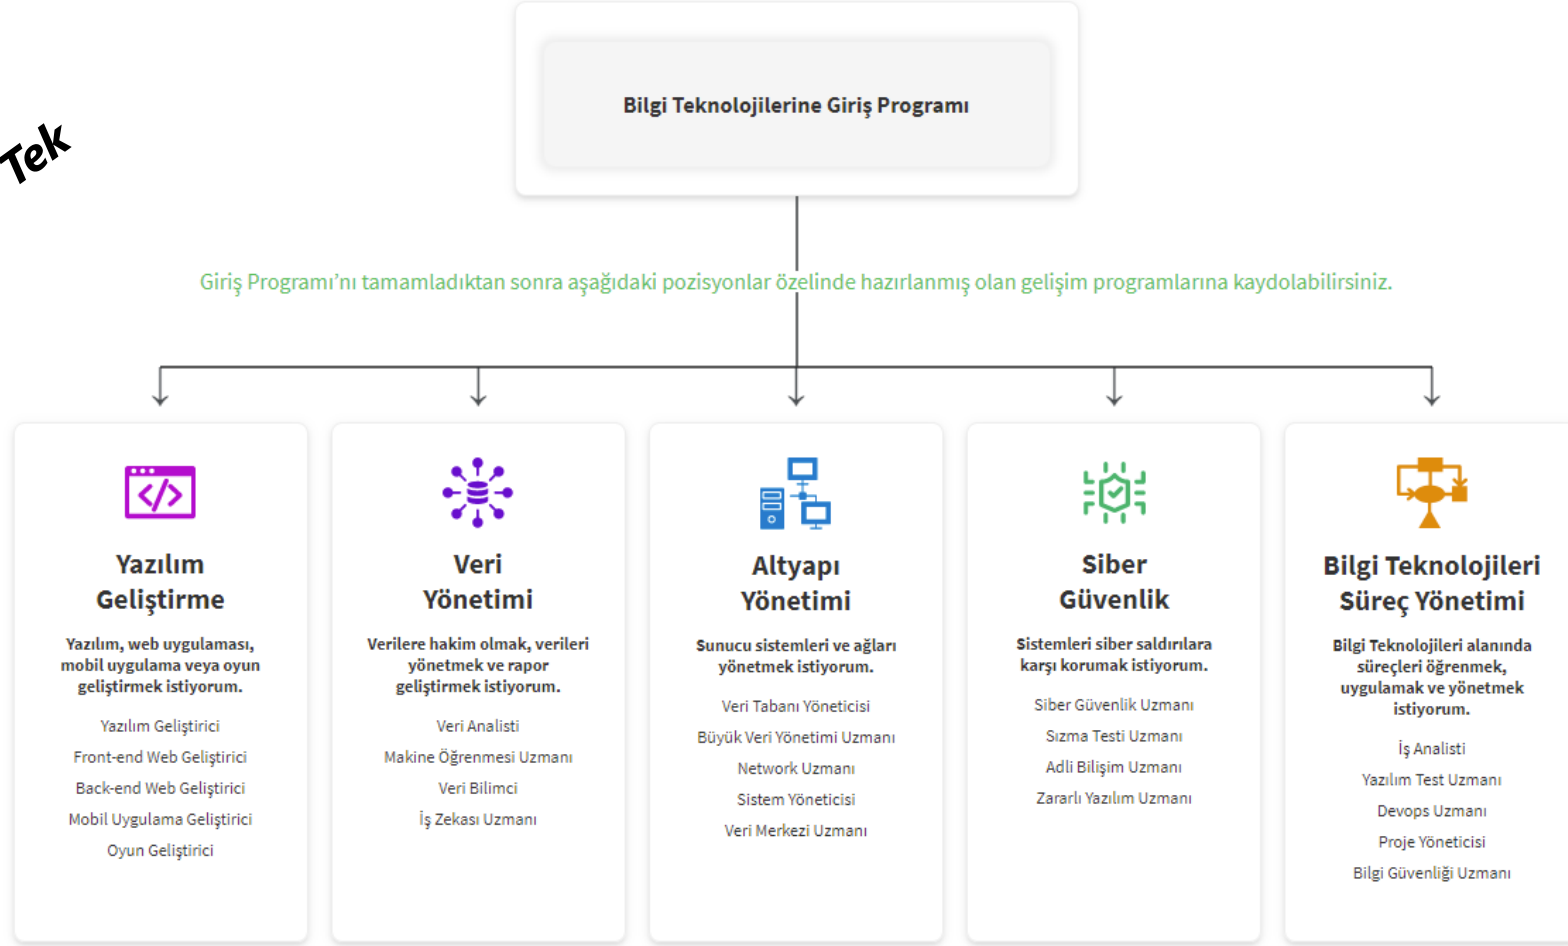 Bilgi Teknolojilerine Giriş Programı
Tek
Giriş Programı’nı tamamladıktan sonra aşağıdaki pozisyonlar özelinde hazırlanmış olan gelişim programlarına kaydolabilirsiniz.
</>
Yazılım
Geliştirme
Yazılım, web uygulaması,
mobil uygulama veya oyun
geliştirmek istiyorum.
Yazılım Geliştirici
Front-end Web Geliştirici
Back-end Web Geliştirici
Mobil Uygulama Geliştirici
Oyun Geliştirici
Veri
Yönetimi
Verilere hakim olmak, verileri
yönetmek ve rapor
geliştirmek istiyorum.
Veri Analisti
Makine Öğrenmesi Uzmanı
Veri Bilimci
İş Zekası Uzmanı
Altyapı
Yönetimi
Sunucu sistemleri ve ağları
yönetmek istiyorum.
Veri Tabanı Yöneticisi
Büyük Veri Yönetimi Uzmanı
Network Uzmanı
Sistem Yöneticisi
Veri Merkezi Uzmanı
Siber
Güvenlik
Sistemleri siber saldırılara
karşı korumak istiyorum.
Siber Güvenlik Uzmanı
Sızma Testi Uzmanı
Adli Bilişim Uzmanı
Zararlı Yazılım Uzmanı
Bilgi Teknolojileri
Süreç Yönetimi
Bilgi Teknolojileri alanında
süreçleri öğrenmek,
uygulamak ve yönetmek
istiyorum.
İş Analisti
Yazılım Test Uzmanı
Devops Uzmanı
Proje Yöneticisi
Bilgi Güvenliği Uzmanı